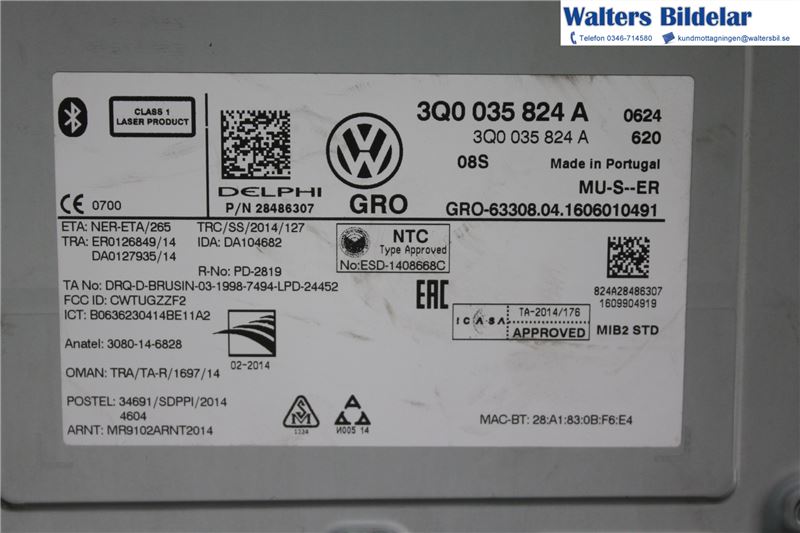 Walters Bildelar
Telefon 0346-714580 kundmottagningen@waltersbil.se
CLASS 1
LASER PRODUCT
3Q0 035 824 A 0624
3Q0 035 824 A 620
08S Made in Portugal
DELPHI
MU-S--ER
CE 0700
P/N 28486307
GRO
GRO-63308.04.1606010491
ETA: NER-ETA/265 TRC/SS/2014/127
TRA: ER0126849/14 IDA: DA104682
DA0127935/14
NTC
Type Approved
No:ESD-1408668C
R-No: PD-2819
TA No: DRQ-D-BRUSIN-03-1998-7494-LPD-24452
FCC ID: CWTUGZZF2
ICT: B0636230414BE11A2
EAC
824A28486307
1609904919
ICASA
TA-2014/176
APPROVED
MIB2 STD
Anatel: 3080-14-6828
02-2014
OMAN: TRA/TA-R/1697/14
POSTEL: 34691/SDPPI/2014
4604
ARNT: MR9102ARNT2014
И005 14
MAC-BT: 28:A1:83:0B:F6:E4